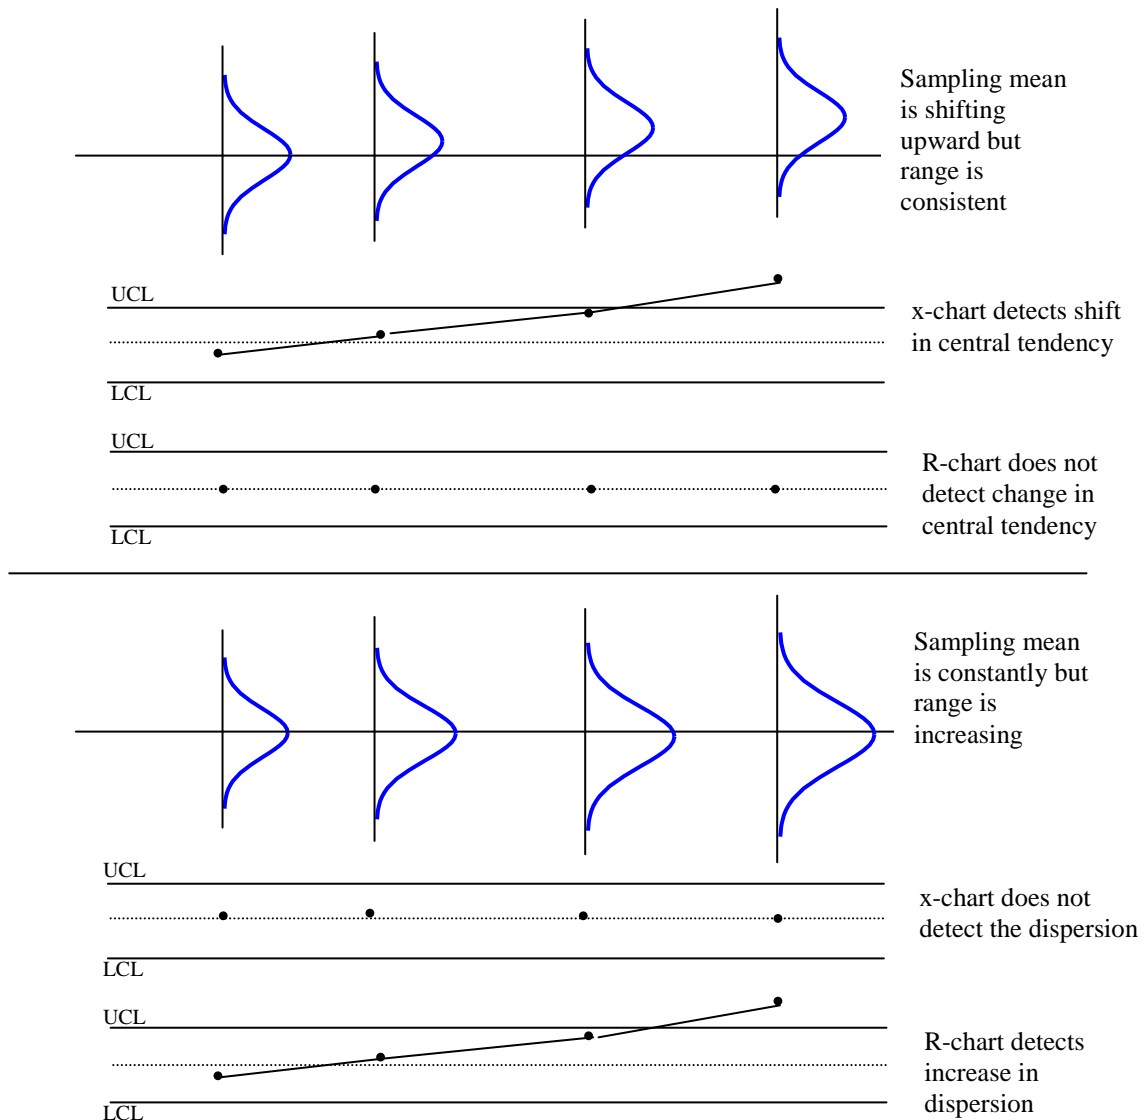 Sampling mean
is shifting
upward but
range is
consistent
UCL
x-chart detects shift
in central tendency
LCL
UCL
R-chart does not
detect change in
central tendency
LCL
Sampling mean
is constantly but
range is
increasing
UCL
x-chart does not
detect the dispersion
LCL
UCL
R-chart detects
increase in
dispersion
LCL